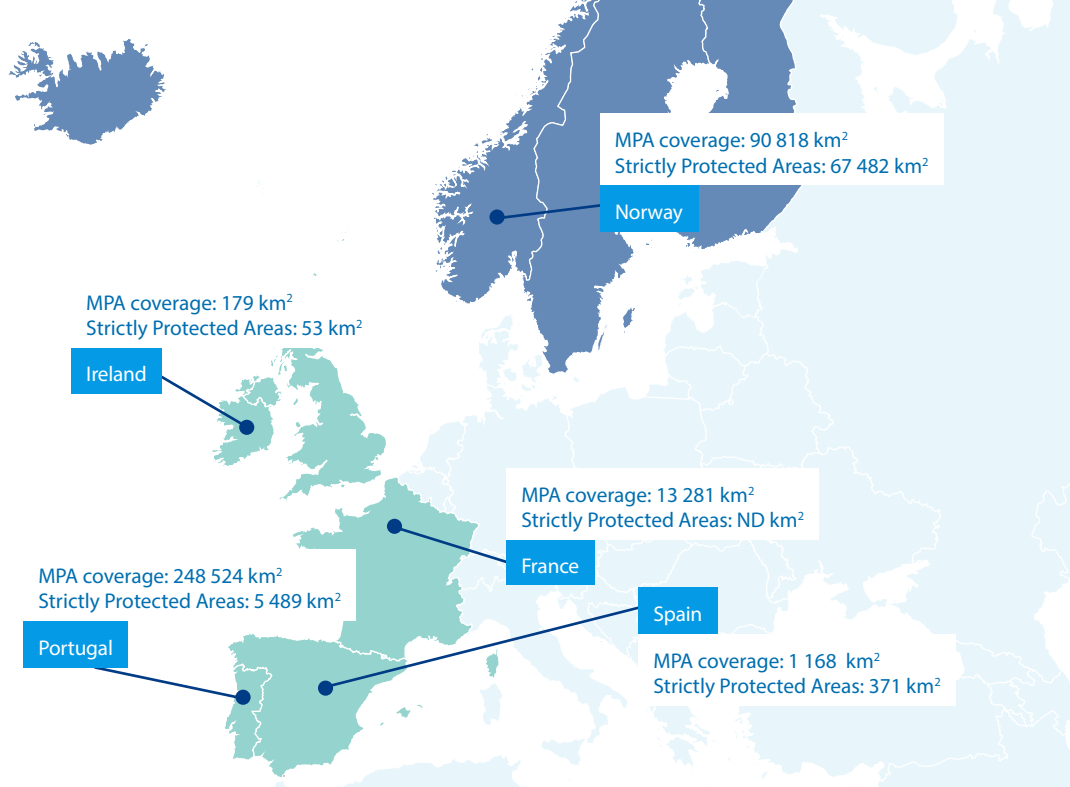 MPA coverage: 90 818 km²
Strictly Protected Areas: 67 482 km²
Norway
MPA coverage: 179 km²
Strictly Protected Areas: 53 km²
Ireland
MPA coverage: 13 281 km²
Strictly Protected Areas: ND km²
France
MPA coverage: 248 524 km²
Strictly Protected Areas: 5 489 km²
Portugal
Spain
MPA coverage: 1 168 km²
Strictly Protected Areas: 371 km²